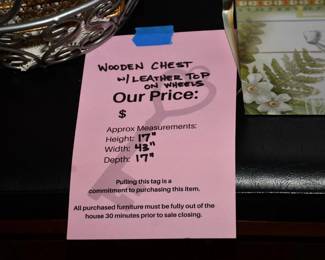 WOODEN CHEST
W/ LEATHER TOP
ON WHEELS
Our Price:
$
Approx Measurements:
Height: 17"
Width: 43"
Depth: 17"
Pulling this tag is a
commitment to purchasing this item.
All purchased furniture must be fully out of the
house 30 minutes prior to sale closing.